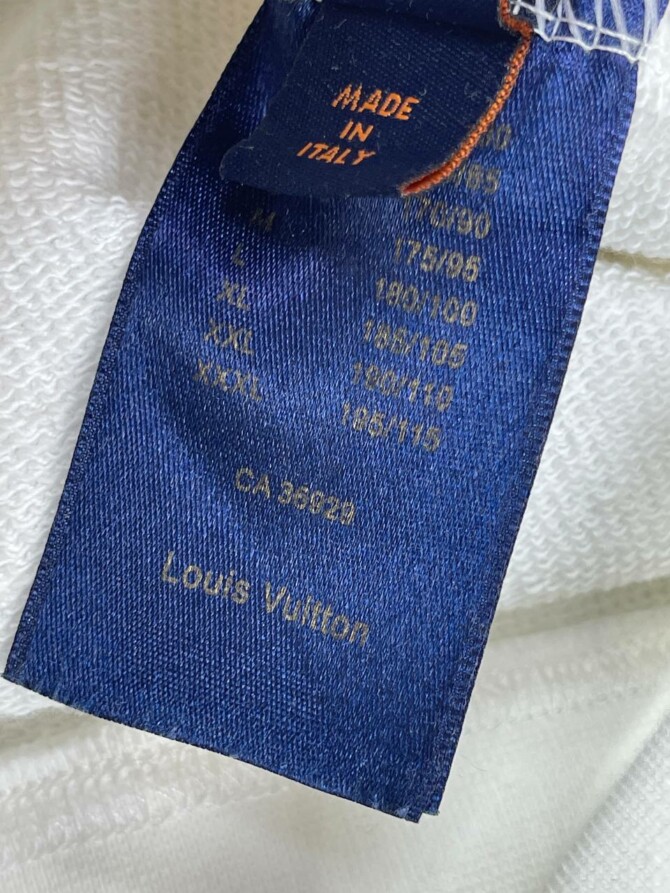 MADE
IN
ITALY
M 170/90
L 175/95
XL 180/100
XXL 185/105
XXXL 190/110
195/115
CA 36929
Louis Vuitton